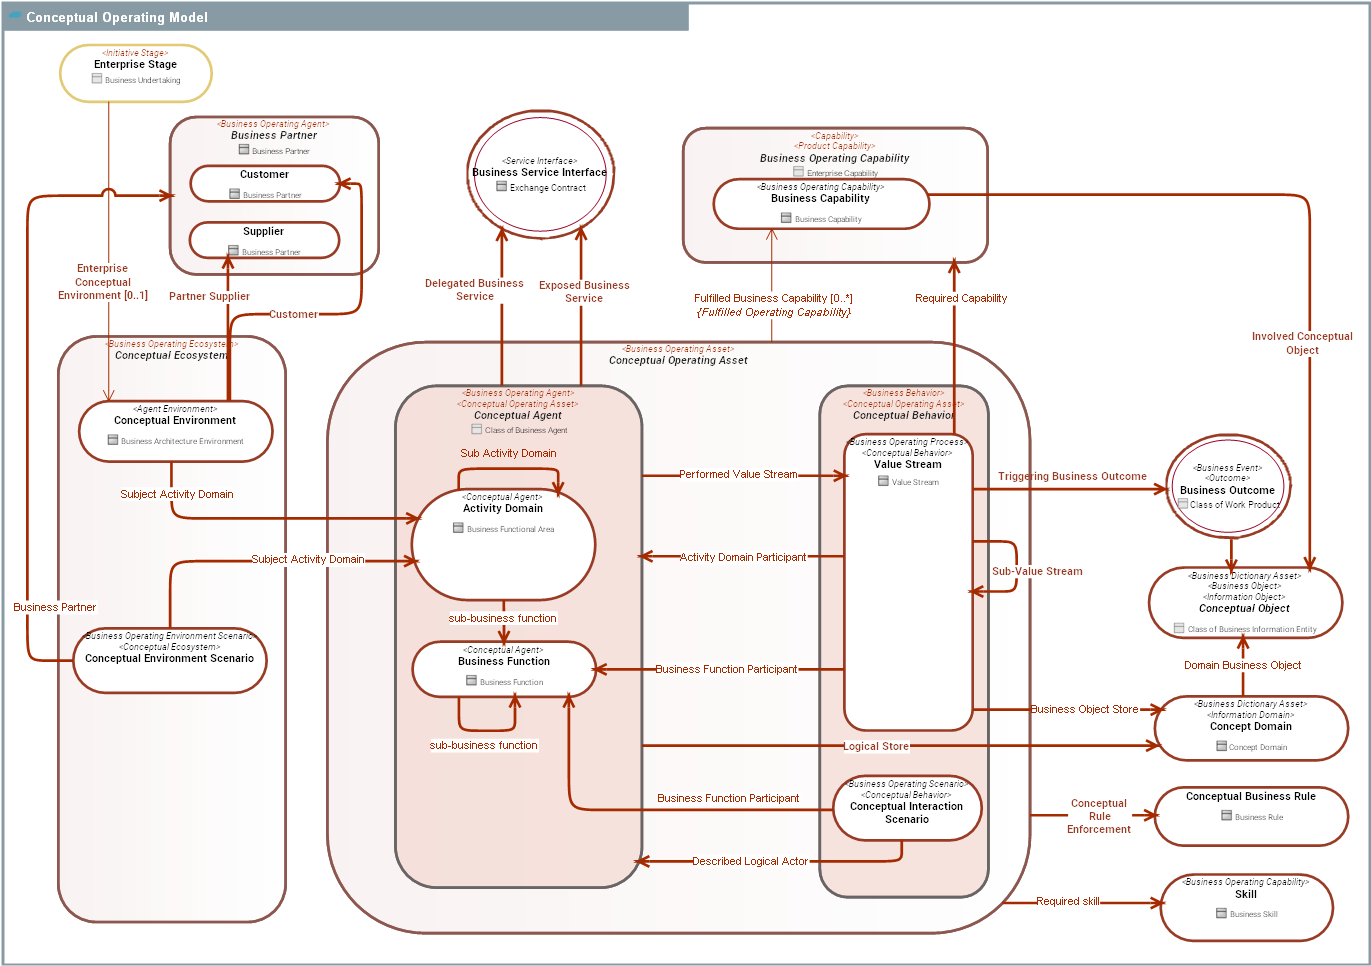 Conceptual Operating Model
<Initiative Stage>
Enterprise Stage
Business Undertaking
<Business Operating Agent>
Business Partner
Business Partner
Customer
Business Partner
Supplier
Business Partner
Enterprise
Conceptual
Environment [0..1]
Partner Supplier
Customer
<Service Interface>
Business Service Interface
Exchange Contract
Delegated Business
Service
Exposed Business
Service
<Capability>
<Product Capability>
Business Operating Capability
Enterprise Capability
<Business Operating Capability>
Business Capability
Business Capability
Fulfilled Business Capability [0..*]
{Fulfilled Operating Capability}
Required Capability
Involved Conceptual
Object
<Business Operating Ecosystem>
Conceptual Ecosystem
<Agent Environment>
Conceptual Environment
Business Architecture Environment
Subject Activity Domain
Subject Activity Domain
Business Partner
<Business Operating Environment Scenario>
<Conceptual Ecosystem>
Conceptual Environment Scenario
<Business Operating Asset>
Conceptual Operating Asset
<Business Operating Agent>
<Conceptual Operating Asset>
Conceptual Agent
Class of Business Agent
Sub Activity Domain
<Conceptual Agent>
Activity Domain
Business Functional Area
sub-business function
<Conceptual Agent>
Business Function
Business Function
sub-business function
Performed Value Stream
Activity Domain Participant
Business Function Participant
Logical Store
Business Function Participant
Described Logical Actor
<Business Behavior>
<Conceptual Operating Asset>
Conceptual Behavior
<Business Operating Process>
<Conceptual Behavior>
Value Stream
Value Stream
<Business Operating Scenario>
<Conceptual Behavior>
Conceptual Interaction
Scenario
Triggering Business Outcome
Sub-Value Stream
Business Object Store
<Business Event>
<Outcome>
Business Outcome
Class of Work Product
<Business Dictionary Asset>
<Business Object>
<Information Object>
Conceptual Object
Class of Business Information Entity
Domain Business Object
<Business Dictionary Asset>
<Information Domain>
Concept Domain
Concept Domain
Conceptual
Rule
Enforcement
Conceptual Business Rule
Business Rule
Required skill
<Business Operating Capability>
Skill
Business Skill